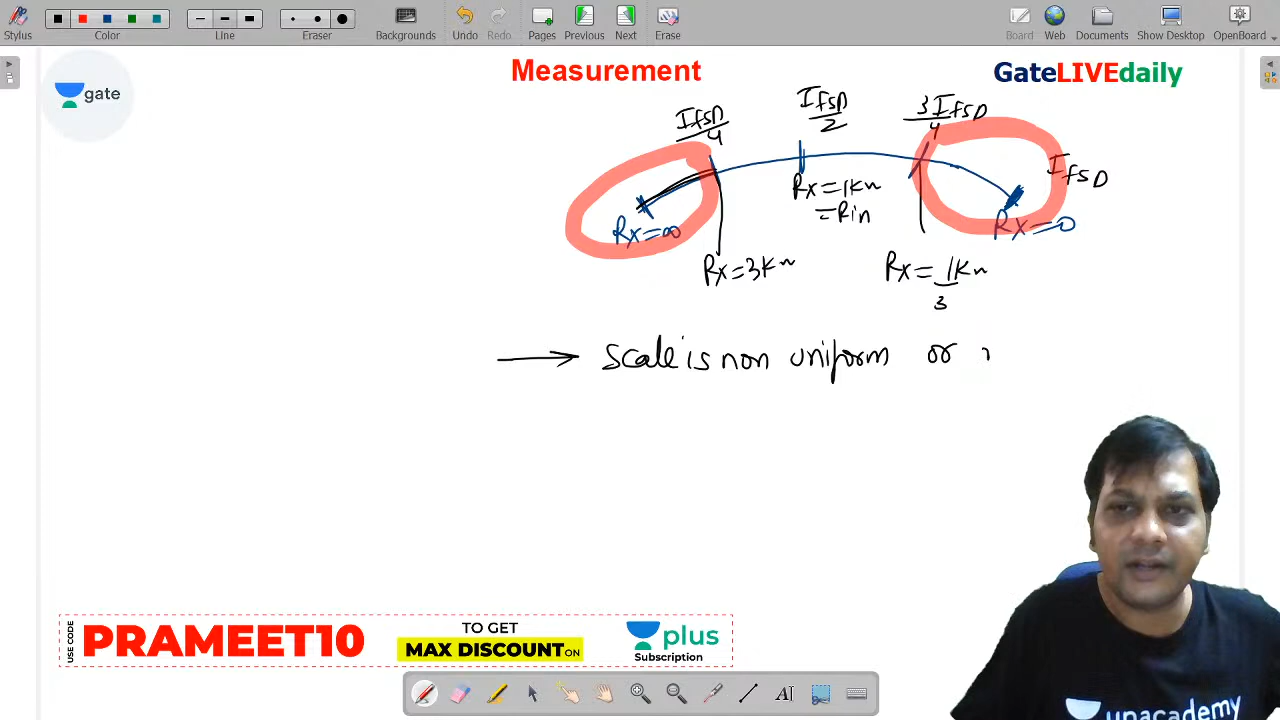 Stylus
Color
Line
Eraser
Backgrounds
Undo
Redo
Pages
Previous
Next
Erase
Board
Web
Documents
Show Desktop
OpenBoard
gate
Measurement
GateLIVEdaily
IFSD/4
IFSD/2
3IFSD/4
IFSD
Rx=∞
Rx=1KΩ
=Rin
Rx=0
Rx=3KΩ
Rx=1KΩ/3
→ Scale is non uniform or
USE CODE
PRAMEET10
TO GET
MAX DISCOUNT ON
plus
Subscription
unacademy